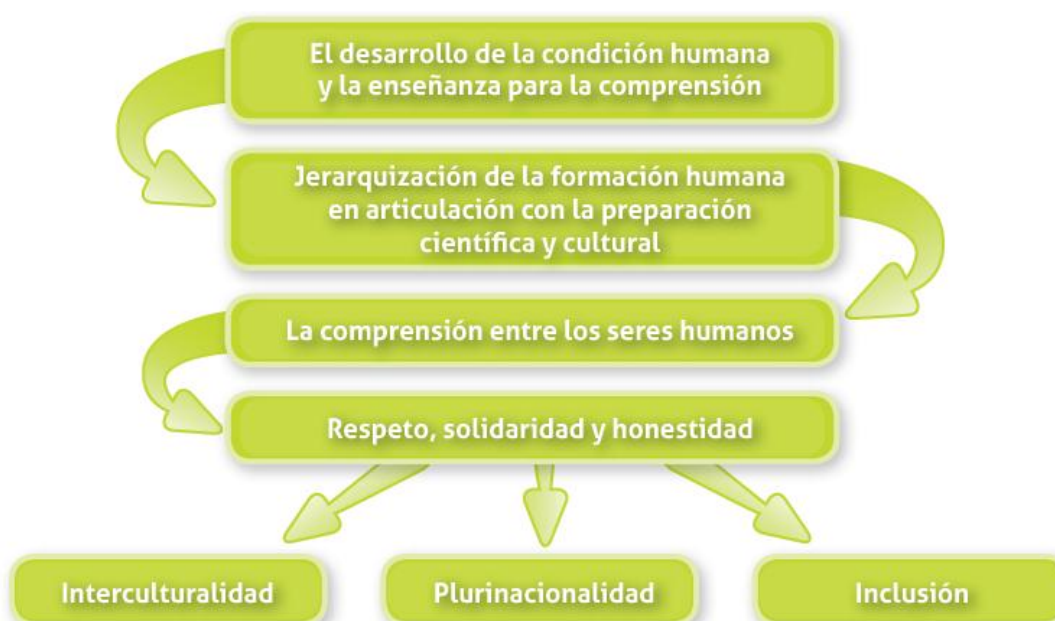 El desarrollo de la condición humana
y la enseñanza para la comprensión
Jerarquización de la formación humana
en articulación con la preparación
científica y cultural
La comprensión entre los seres humanos
Respeto, solidaridad y honestidad
Interculturalidad
Plurinacionalidad
Inclusión